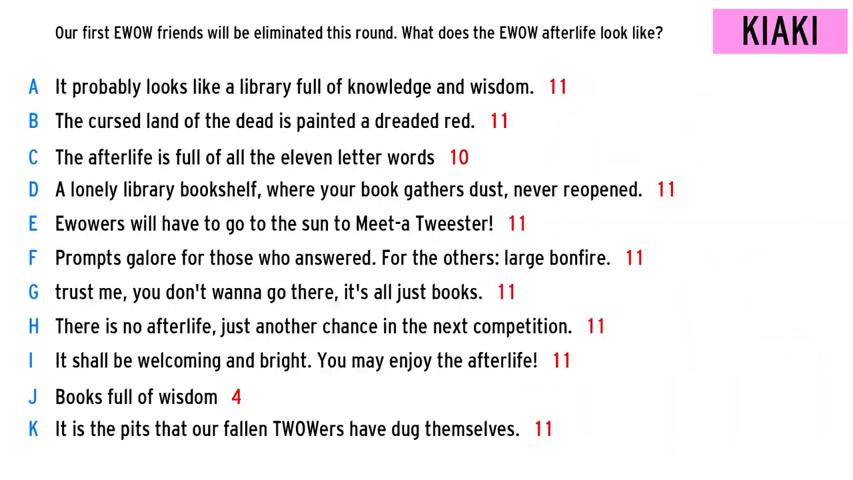 Our first EWOW friends will be eliminated this round. What does the EWOW afterlife look like?
KIAKI
A It probably looks like a library full of knowledge and wisdom. 11
B The cursed land of the dead is painted a dreaded red. 11
C The afterlife is full of all the eleven letter words 10
D A lonely library bookshelf, where your book gathers dust, never reopened. 11
E Ewowers will have to go to the sun to Meet-a Tweester! 11
F Prompts galore for those who answered. For the others: large bonfire. 11
G trust me, you don't wanna go there, it's all just books. 11
H There is no afterlife, just another chance in the next competition. 11
I It shall be welcoming and bright. You may enjoy the afterlife! 11
J Books full of wisdom 4
K It is the pits that our fallen TWOWers have dug themselves. 11